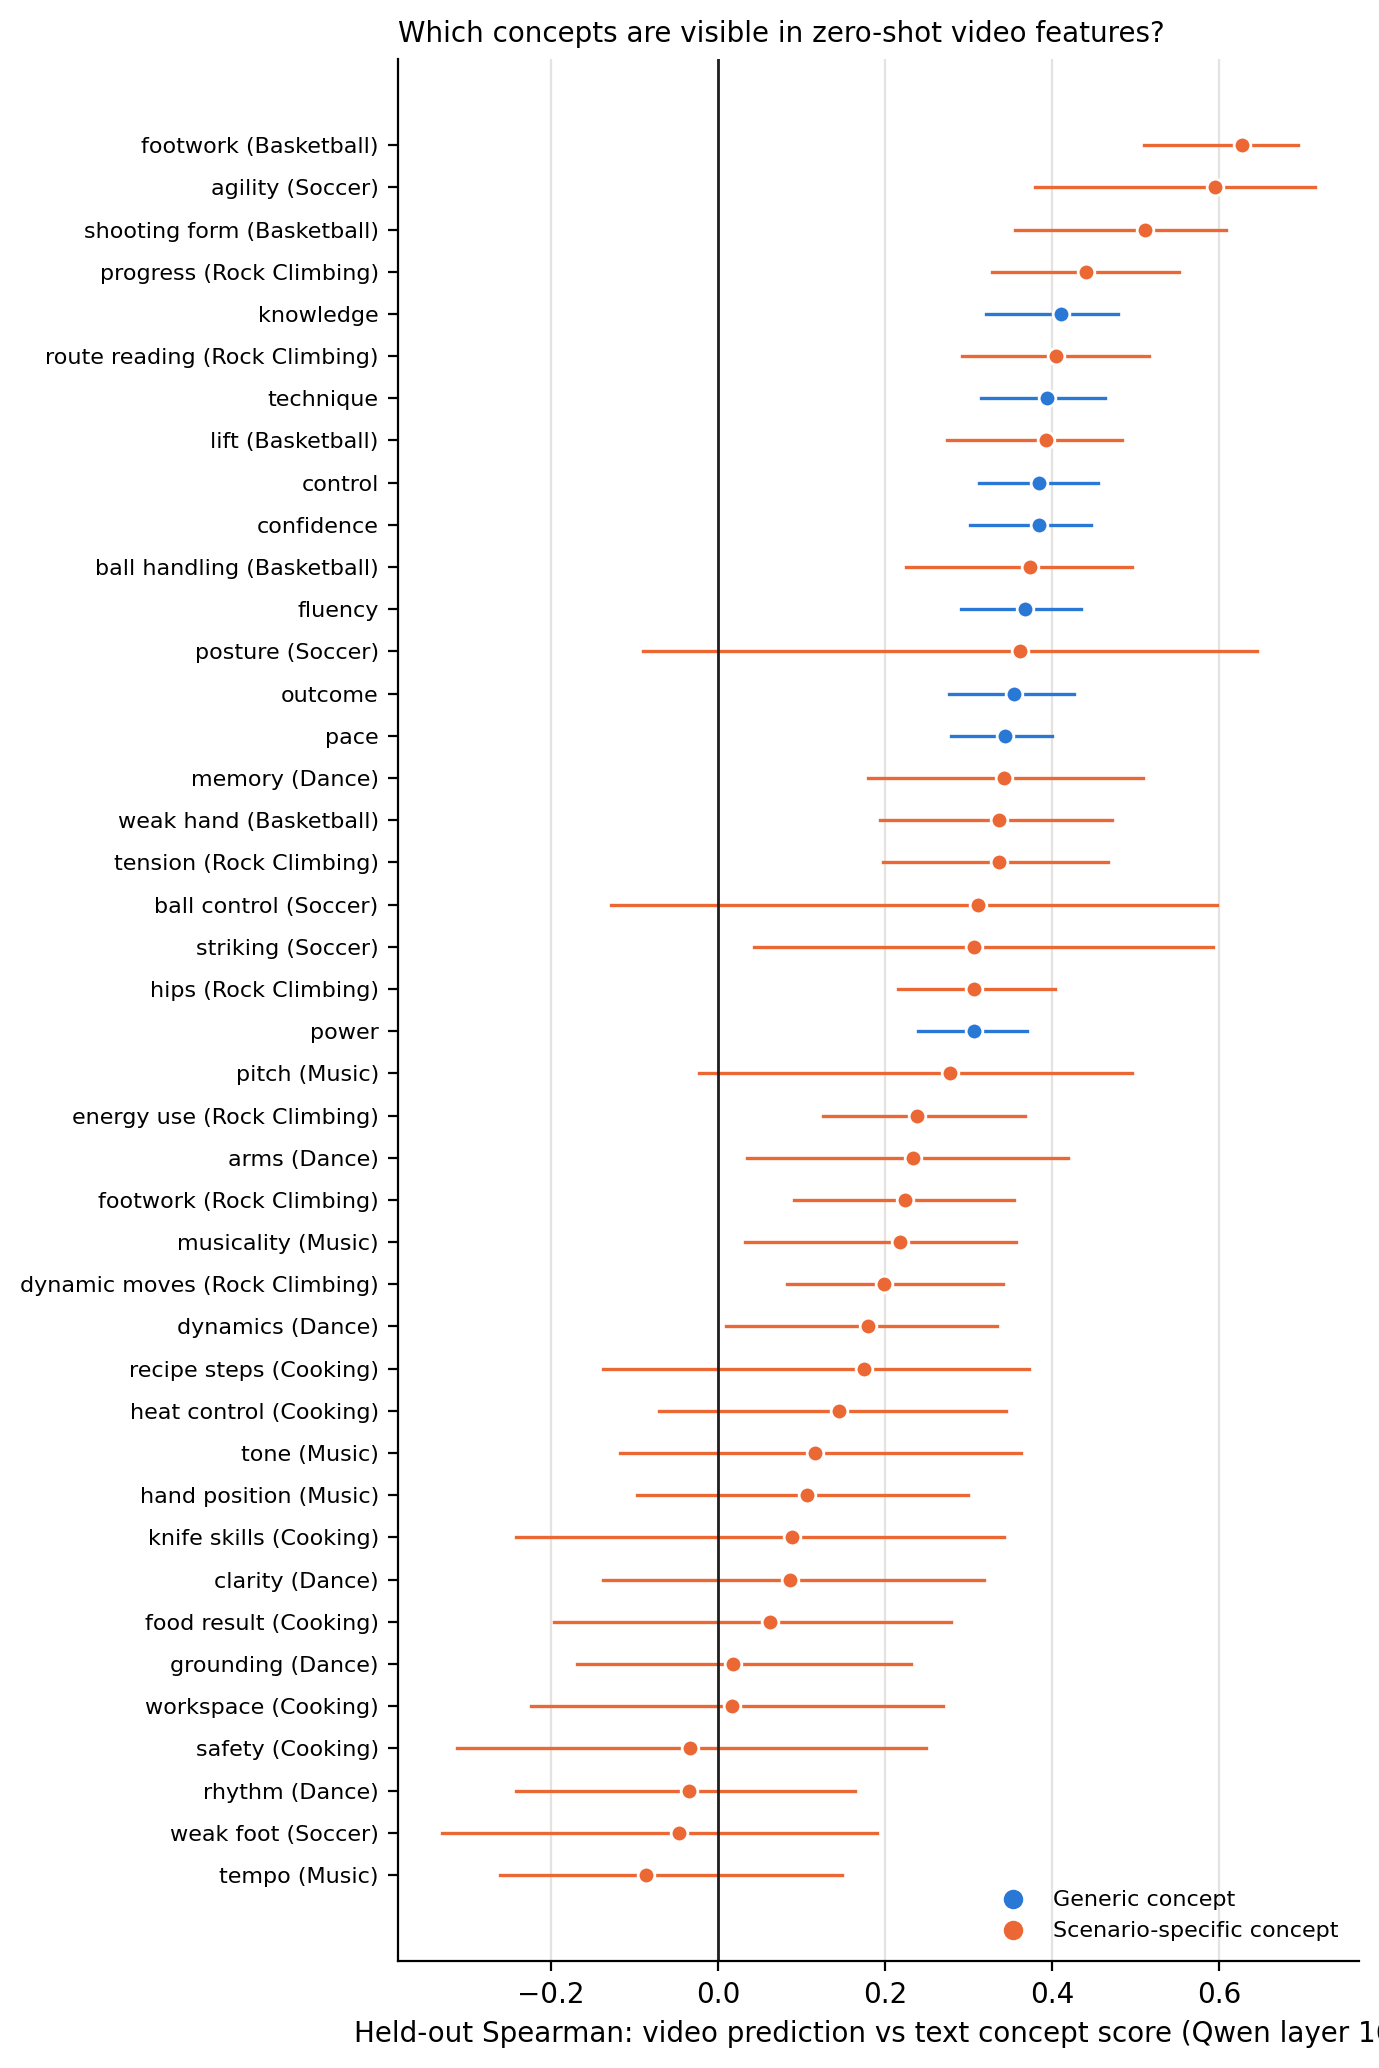 Which concepts are visible in zero-shot video features?
footwork (Basketball)
agility (Soccer)
shooting form (Basketball)
progress (Rock Climbing)
knowledge
route reading (Rock Climbing)
technique
lift (Basketball)
control
confidence
ball handling (Basketball)
fluency
posture (Soccer)
outcome
pace
memory (Dance)
weak hand (Basketball)
tension (Rock Climbing)
ball control (Soccer)
striking (Soccer)
hips (Rock Climbing)
power
pitch (Music)
energy use (Rock Climbing)
arms (Dance)
footwork (Rock Climbing)
musicality (Music)
dynamic moves (Rock Climbing)
dynamics (Dance)
recipe steps (Cooking)
heat control (Cooking)
tone (Music)
hand position (Music)
knife skills (Cooking)
clarity (Dance)
food result (Cooking)
grounding (Dance)
workspace (Cooking)
safety (Cooking)
rhythm (Dance)
weak foot (Soccer)
tempo (Music)
Generic concept
Scenario-specific concept
−0.2 0.0 0.2 0.4 0.6
Held-out Spearman: video prediction vs text concept score (Qwen layer